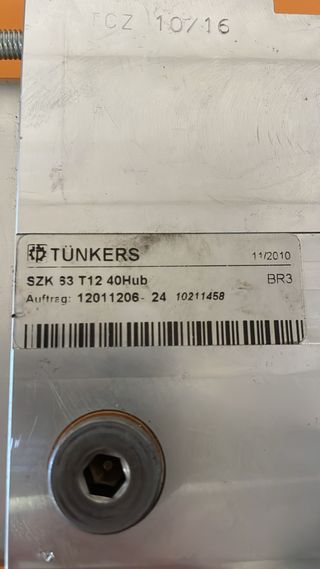 TCZ 10/16
TÜNKERS 11/2010
SZK 63 T12 40Hub BR3
Auftrag: 12011206- 24 10211458